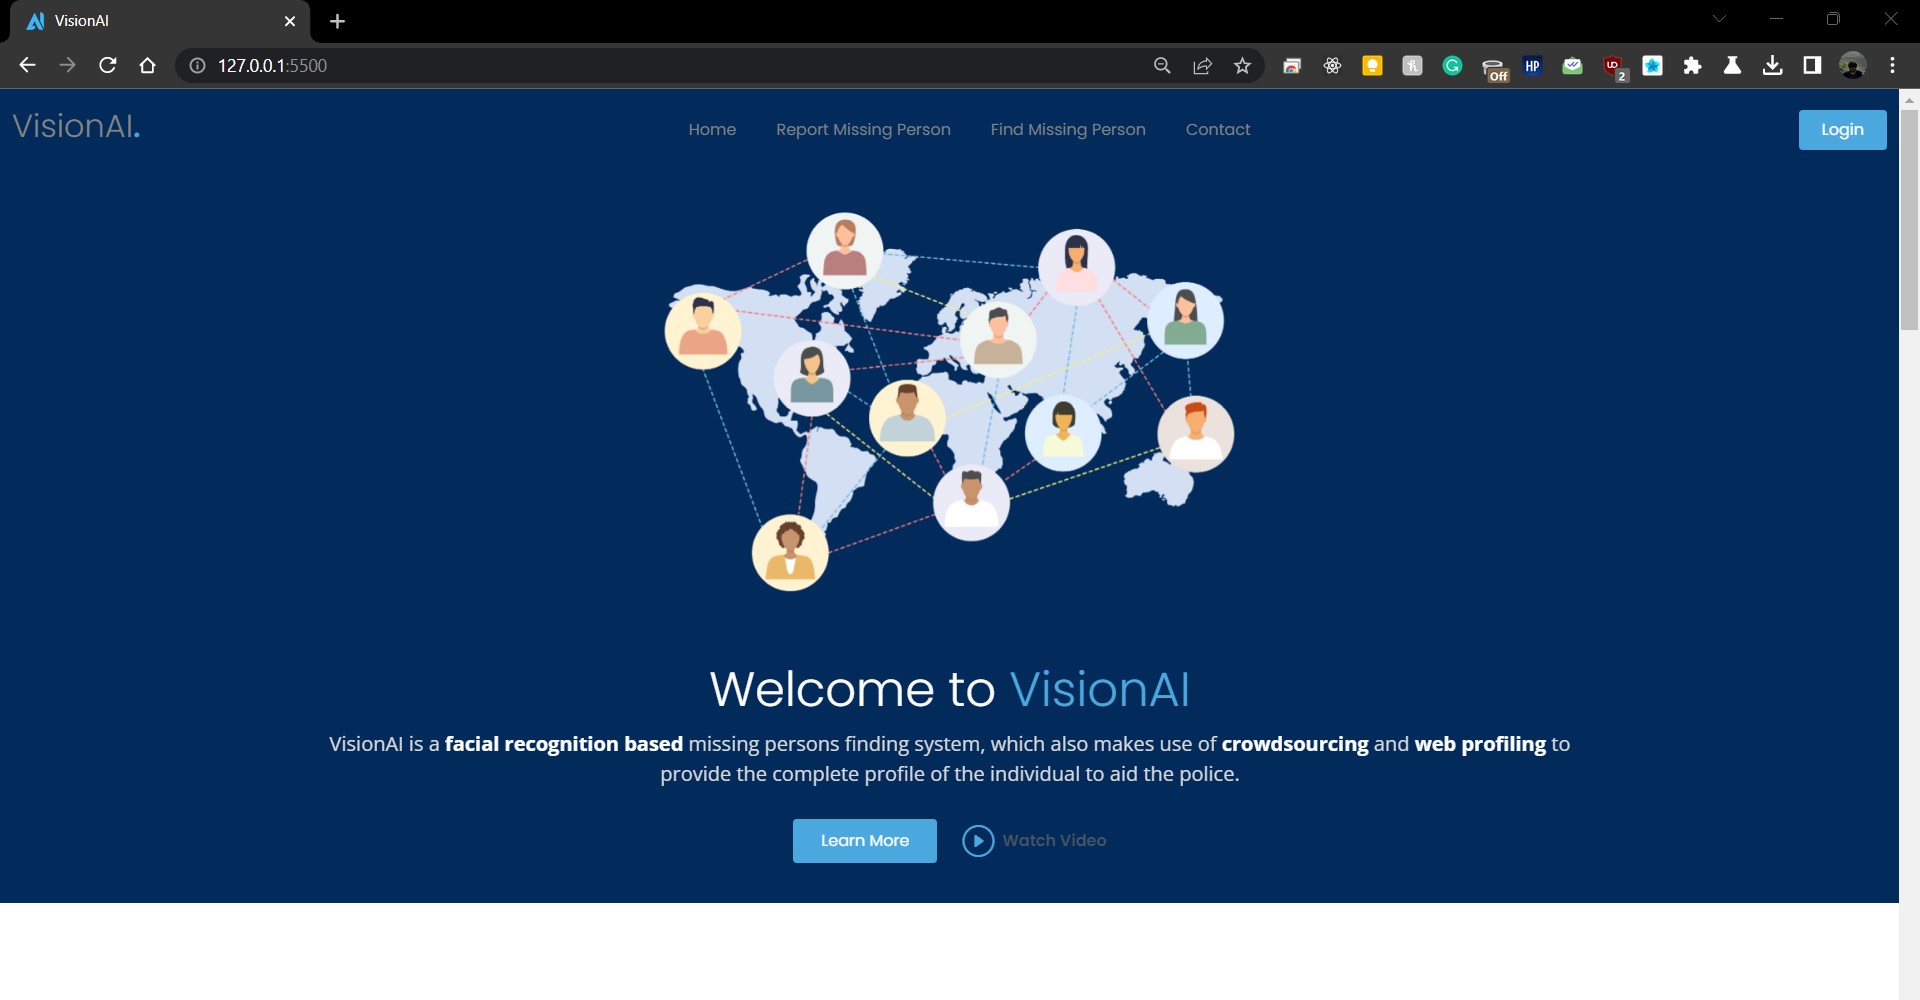 VisionAI
127.0.0.1:5500
Off
HP
2
VisionAI.
Home
Report Missing Person
Find Missing Person
Contact
Login
Welcome to VisionAI
VisionAI is a facial recognition based missing persons finding system, which also makes use of crowdsourcing and web profiling to
provide the complete profile of the individual to aid the police.
Learn More
Watch Video